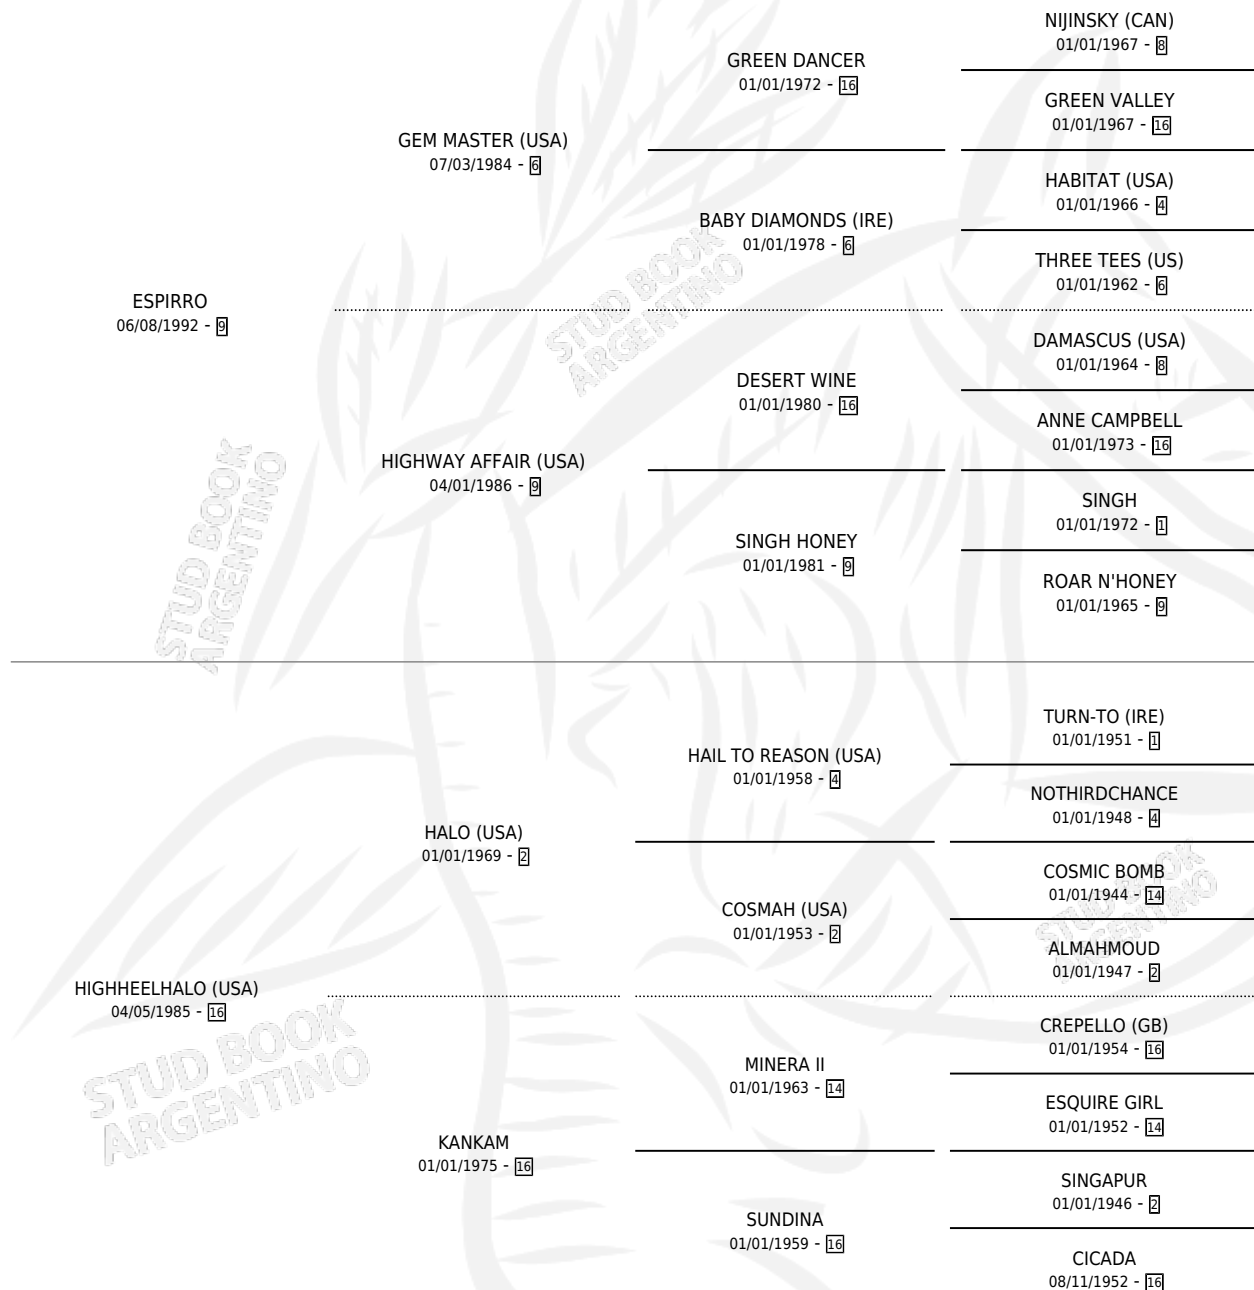 NIJINSKY (CAN)
01/01/1967 - 8
GREEN DANCER
01/01/1972 - 16
GREEN VALLEY
01/01/1967 - 16
GEM MASTER (USA)
07/03/1984 - 6
HABITAT (USA)
01/01/1966 - 4
BABY DIAMONDS (IRE)
01/01/1978 - 6
THREE TEES (US)
01/01/1962 - 6
ESPIRRO
06/08/1992 - 9
STUD BOOK
ARGENTINO
DAMASCUS (USA)
01/01/1964 - 8
DESERT WINE
01/01/1980 - 16
ANNE CAMPBELL
01/01/1973 - 16
HIGHWAY AFFAIR (USA)
04/01/1986 - 9
SINGH
01/01/1972 - 1
SINGH HONEY
01/01/1981 - 9
ROAR N'HONEY
01/01/1965 - 9
STUD BOOK
ARGENTINO
TURN-TO (IRE)
01/01/1951 - 1
HAIL TO REASON (USA)
01/01/1958 - 4
NOTHIRDCHANCE
01/01/1948 - 4
HALO (USA)
01/01/1969 - 2
COSMIC BOMB
01/01/1944 - 14
STUD BOOK
ARGENTINO
COSMAH (USA)
01/01/1953 - 2
ALMAHMOUD
01/01/1947 - 2
HIGHHEELHALO (USA)
04/05/1985 - 16
STUD BOOK
ARGENTINO
CREPELLO (GB)
01/01/1954 - 16
MINERA II
01/01/1963 - 14
ESQUIRE GIRL
01/01/1952 - 14
KANKAM
01/01/1975 - 16
SINGAPUR
01/01/1946 - 2
SUNDINA
01/01/1959 - 16
CICADA
08/11/1952 - 16